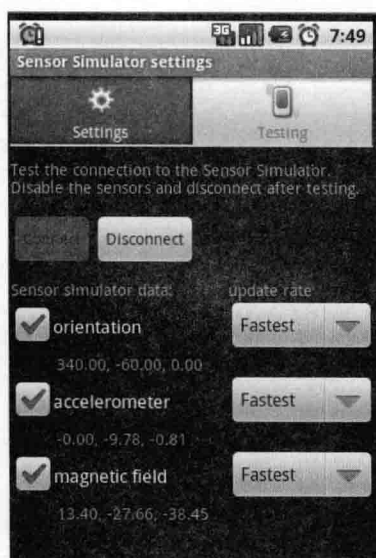 3G
7:49
Sensor Simulator settings
Settings
Testing
Test the connection to the Sensor Simulator.
Disable the sensors and disconnect after testing.
Connect
Disconnect
Sensor simulator data:
update rate
orientation
Fastest
340.00, -60.00, 0.00
accelerometer
Fastest
-0.00, -9.78, -0.81
magnetic field
Fastest
13.40, -27.66, -38.45